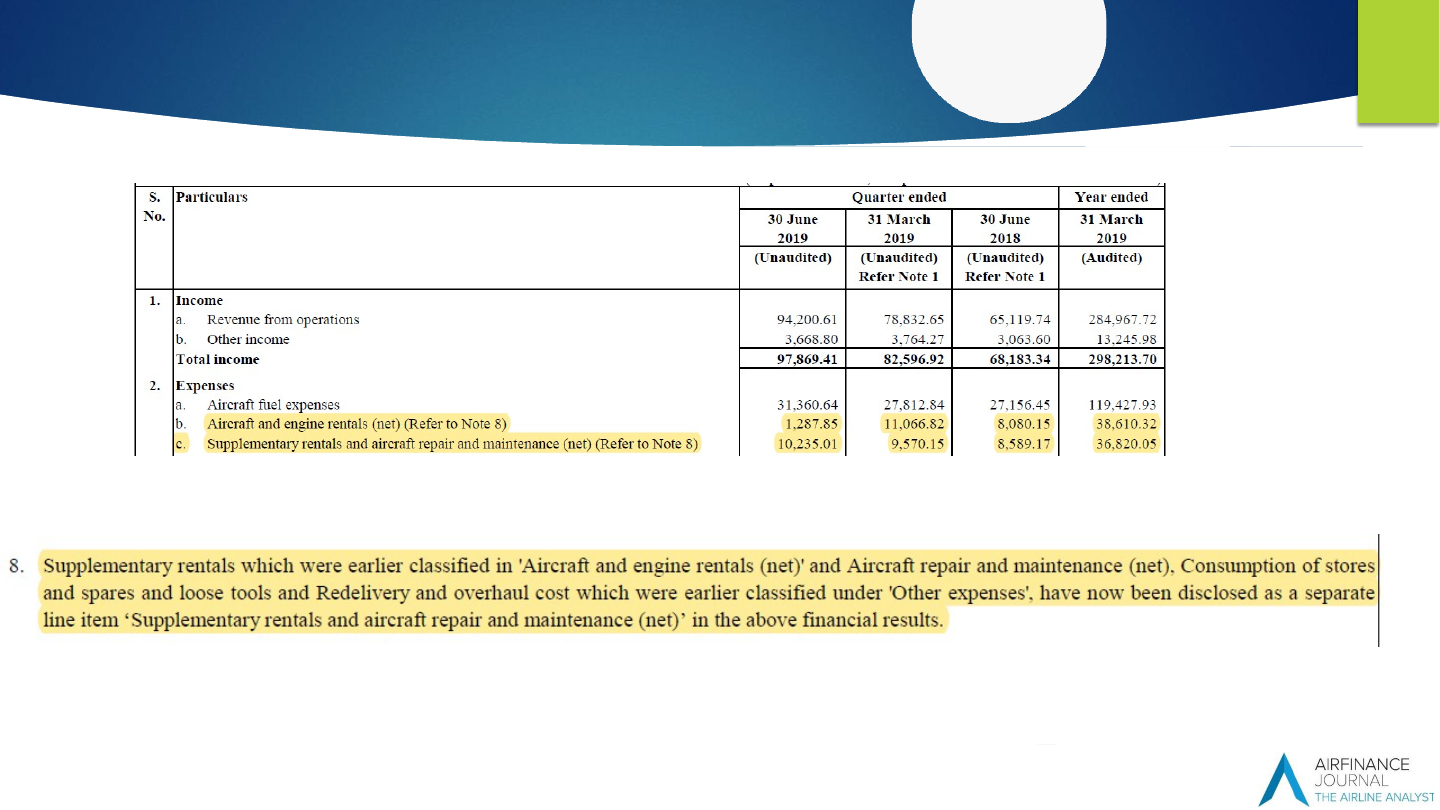 S. Particulars Quarter ended Year ended
No. 30 June 31 March 30 June 31 March
2019 2019 2018 2019
(Unaudited) (Unaudited) (Unaudited) (Audited)
Refer Note 1 Refer Note 1
1. Income
a. Revenue from operations 94,200.61 78,832.65 65,119.74 284,967.72
b. Other income 3,668.80 3,764.27 3,063.60 13,245.98
Total income 97,869.41 82,596.92 68,183.34 298,213.70
2. Expenses
a. Aircraft fuel expenses 31,360.64 27,812.84 27,156.45 119,427.93
b. Aircraft and engine rentals (net) (Refer to Note 8) 1,287.85 11,066.82 8,080.15 38,610.32
c. Supplementary rentals and aircraft repair and maintenance (net) (Refer to Note 8) 10,235.01 9,570.15 8,589.17 36,820.05
8. Supplementary rentals which were earlier classified in 'Aircraft and engine rentals (net)' and Aircraft repair and maintenance (net), Consumption of stores
and spares and loose tools and Redelivery and overhaul cost which were earlier classified under 'Other expenses', have now been disclosed as a separate
line item ‘Supplementary rentals and aircraft repair and maintenance (net)’ in the above financial results.
AIRFINANCE
JOURNAL
THE AIRLINE ANALYST